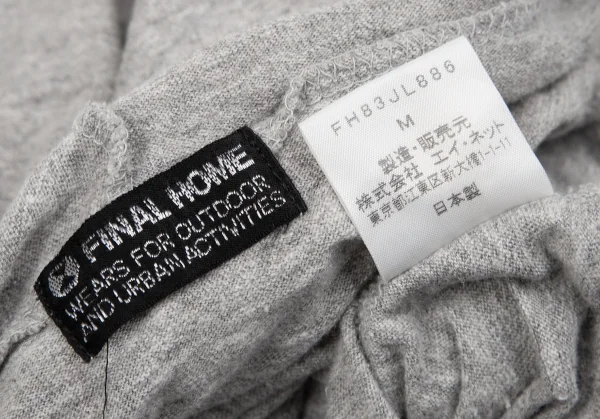 FINAL HOME
WEARS FOR OUTDOOR
AND URBAN ACTIVITIES
FH83JL886
M
製造・販売元
株式会社 エイ・ネット
東京都江東区新大橋1-1-11
日本製